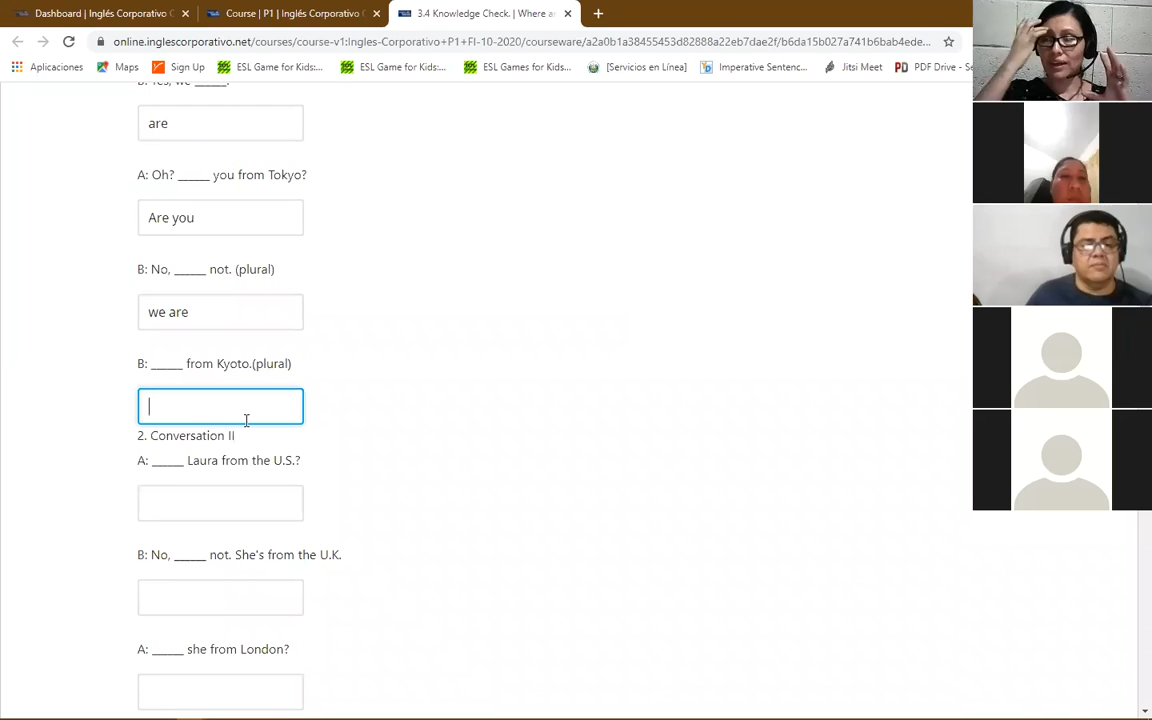 Dashboard | Inglés Corporativo
Course | P1 | Inglés Corporativo
3.4 Knowledge Check. | Where a
online.inglescorporativo.net/courses/course-v1:Ingles-Corporativo+P1+FI-10-2020/courseware/a2a0b1a38455453d82888a22eb7dae2f/b6da15b027a741b6bab4ede...
Aplicaciones
Maps
Sign Up
ESL Game for Kids:...
ESL Game for Kids:...
ESL Games for Kids:...
[Servicios en Línea]
Imperative Sentenc...
Jitsi Meet
PDF Drive - Se
B: Yes, we ______.
are
A: Oh? _____ you from Tokyo?
Are you
B: No, _____ not. (plural)
we are
B: _____ from Kyoto.(plural)
2. Conversation II
A: _____ Laura from the U.S.?
B: No, _____ not. She's from the U.K.
A: _____ she from London?